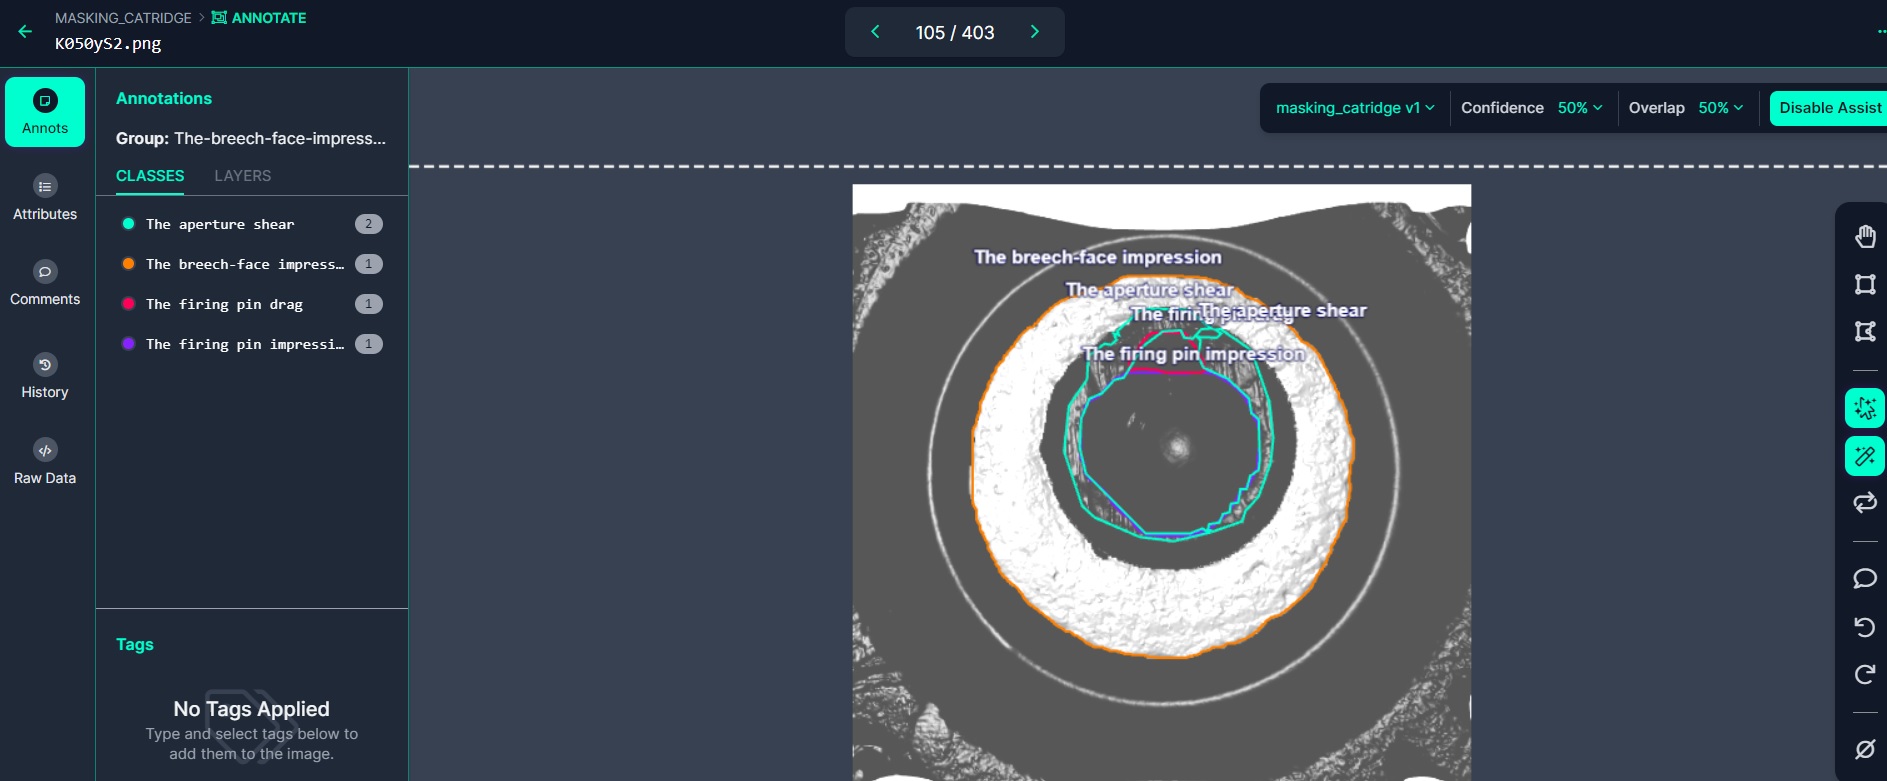 MASKING_CATRIDGE > ANNOTATE
K050yS2.png
105 / 403
Annots
Attributes
Comments
History
Raw Data
Annotations
Group: The-breech-face-impress...
CLASSES LAYERS
The aperture shear 2
The breech-face impress… 1
The firing pin drag 1
The firing pin impressi… 1
Tags
No Tags Applied
Type and select tags below to
add them to the image.
masking_catridge v1 Confidence 50% Overlap 50% Disable Assist
The breech-face impression
The aperture shear
The firing pin drag
The aperture shear
The firing pin impression